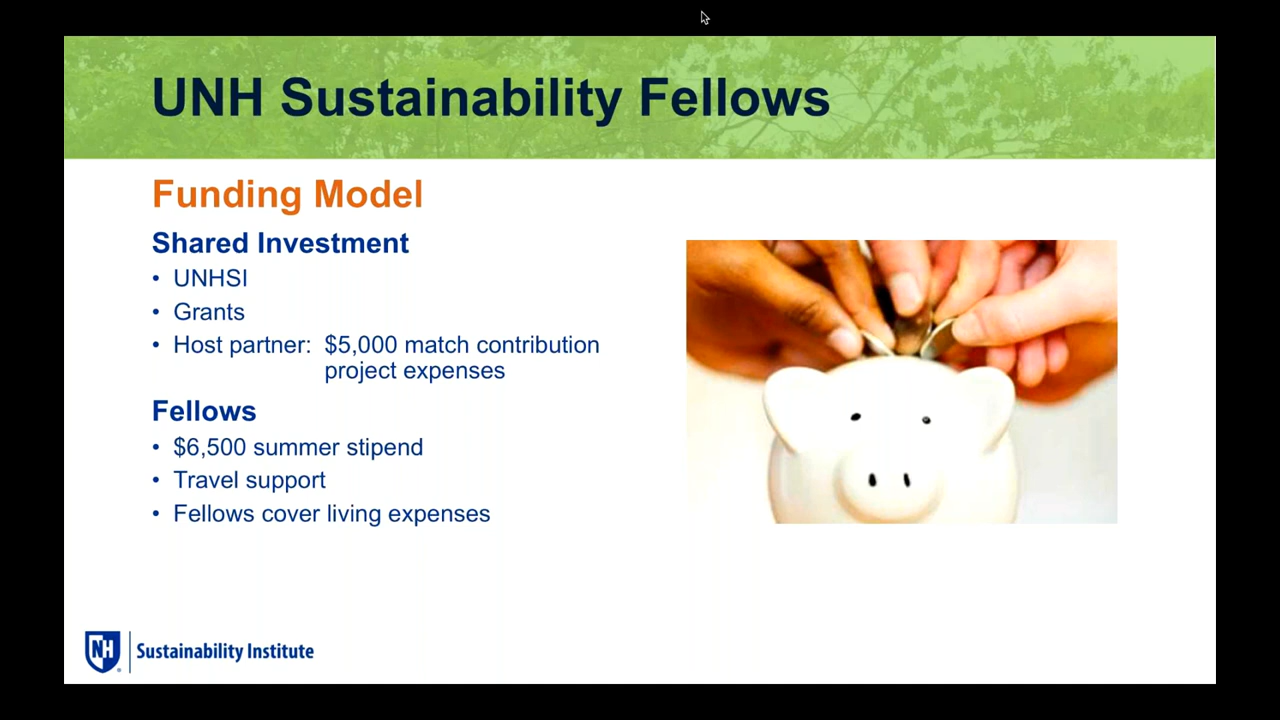 UNH Sustainability Fellows
Funding Model
Shared Investment
• UNHSI
• Grants
• Host partner: $5,000 match contribution
project expenses
Fellows
• $6,500 summer stipend
• Travel support
• Fellows cover living expenses
NH
Sustainability Institute